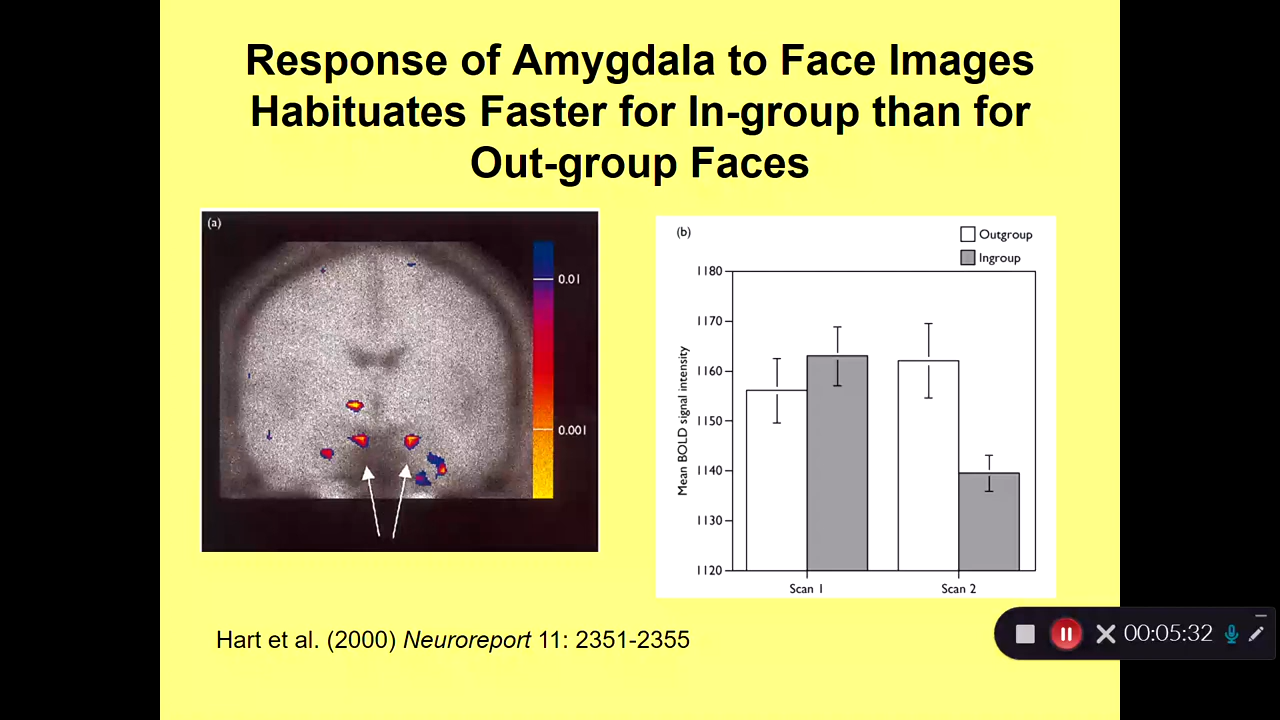 Response of Amygdala to Face Images
Habituates Faster for In-group than for
Out-group Faces
(a)
0.01
0.001
(b)
Outgroup
Ingroup
1180
1170
1160
1150
1140
1130
1120
Mean BOLD signal intensity
Scan 1
Scan 2
Hart et al. (2000) Neuroreport 11: 2351-2355
00:05:32